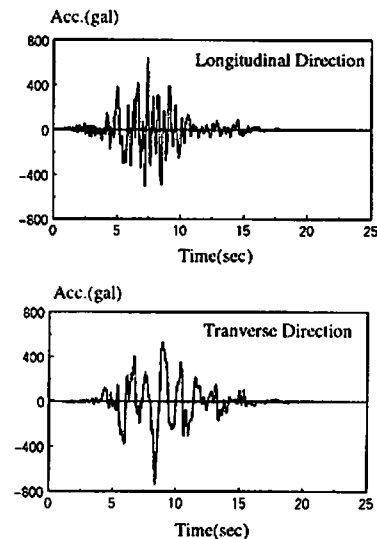 Acc.(gal)
800
Longitudinal Direction
400
0
-400
-800
0 5 10 15 20 25
Time(sec)
Acc.(gal)
800
Tranverse Direction
400
0
-400
-800
0 5 10 15 20 25
Time(sec)